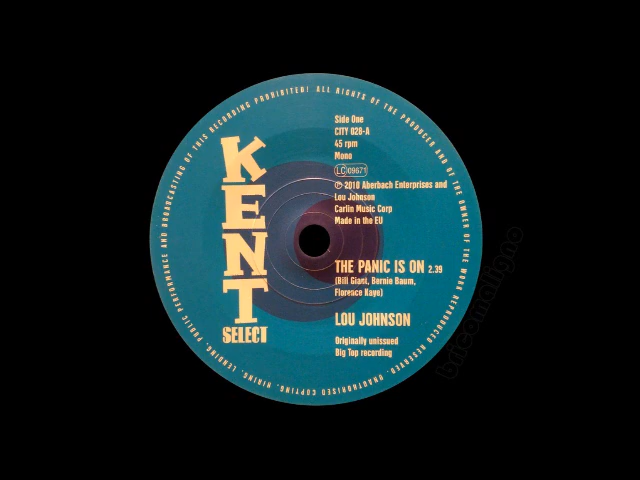 UNAUTHORISED COPYING, HIRING, LENDING, PUBLIC PERFORMANCE AND BROADCASTING OF THIS RECORDING PROHIBITED! ALL RIGHTS OF THE PRODUCER AND OF THE OWNER OF THE WORK REPRODUCED RESERVED.
KENT
SELECT
Side One
CITY 028-A
45 rpm
Mono
LC 09671
℗ 2010 Aberbach Enterprises and
Lou Johnson
Carlin Music Corp
Made in the EU
THE PANIC IS ON 2.39
(Bill Giant, Bernie Baum,
Florence Kaye)
LOU JOHNSON
Originally unissued
Big Top recording
bricomaligno